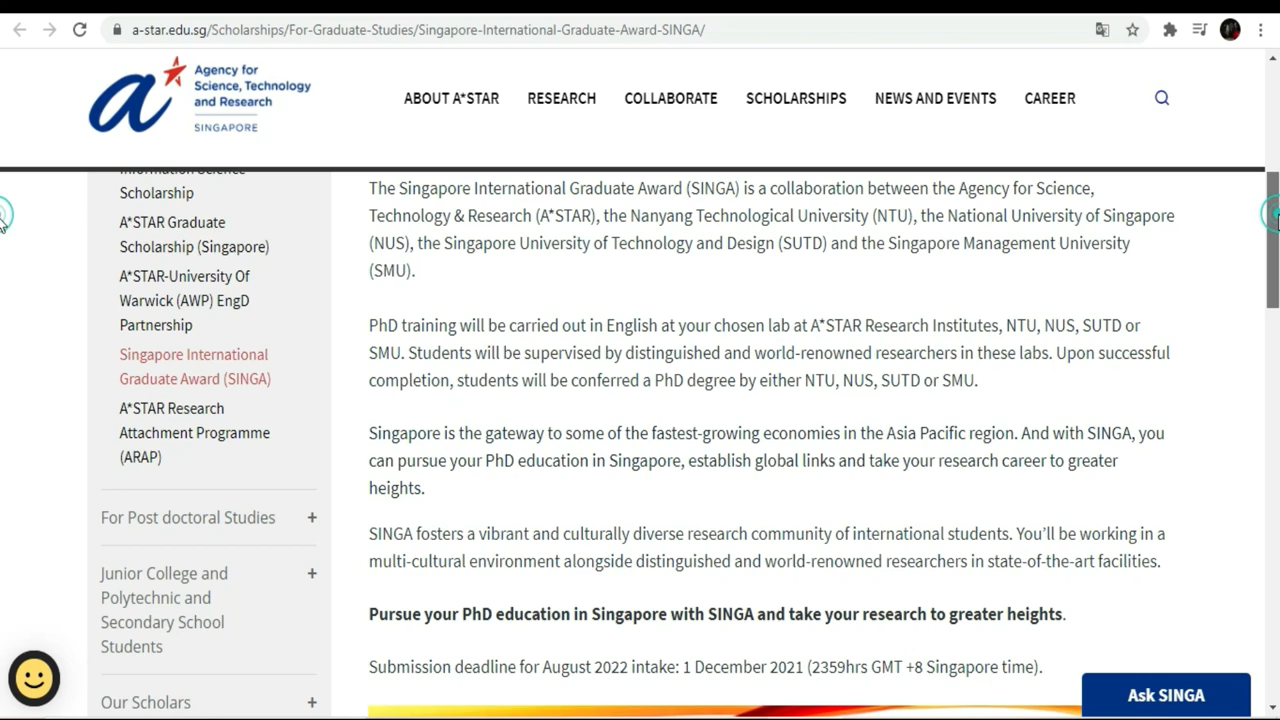 a-star.edu.sg/Scholarships/For-Graduate-Studies/Singapore-International-Graduate-Award-SINGA/
Agency for
Science, Technology
and Research
SINGAPORE
ABOUT A*STAR
RESEARCH
COLLABORATE
SCHOLARSHIPS
NEWS AND EVENTS
CAREER
Information Science
Scholarship
A*STAR Graduate
Scholarship (Singapore)
A*STAR-University Of
Warwick (AWP) EngD
Partnership
Singapore International
Graduate Award (SINGA)
A*STAR Research
Attachment Programme
(ARAP)
For Post doctoral Studies +
Junior College and +
Polytechnic and
Secondary School
Students
Our Scholars +
The Singapore International Graduate Award (SINGA) is a collaboration between the Agency for Science,
Technology & Research (A*STAR), the Nanyang Technological University (NTU), the National University of Singapore
(NUS), the Singapore University of Technology and Design (SUTD) and the Singapore Management University
(SMU).
PhD training will be carried out in English at your chosen lab at A*STAR Research Institutes, NTU, NUS, SUTD or
SMU. Students will be supervised by distinguished and world-renowned researchers in these labs. Upon successful
completion, students will be conferred a PhD degree by either NTU, NUS, SUTD or SMU.
Singapore is the gateway to some of the fastest-growing economies in the Asia Pacific region. And with SINGA, you
can pursue your PhD education in Singapore, establish global links and take your research career to greater
heights.
SINGA fosters a vibrant and culturally diverse research community of international students. You'll be working in a
multi-cultural environment alongside distinguished and world-renowned researchers in state-of-the-art facilities.
Pursue your PhD education in Singapore with SINGA and take your research to greater heights.
Submission deadline for August 2022 intake: 1 December 2021 (2359hrs GMT +8 Singapore time).
Ask SINGA